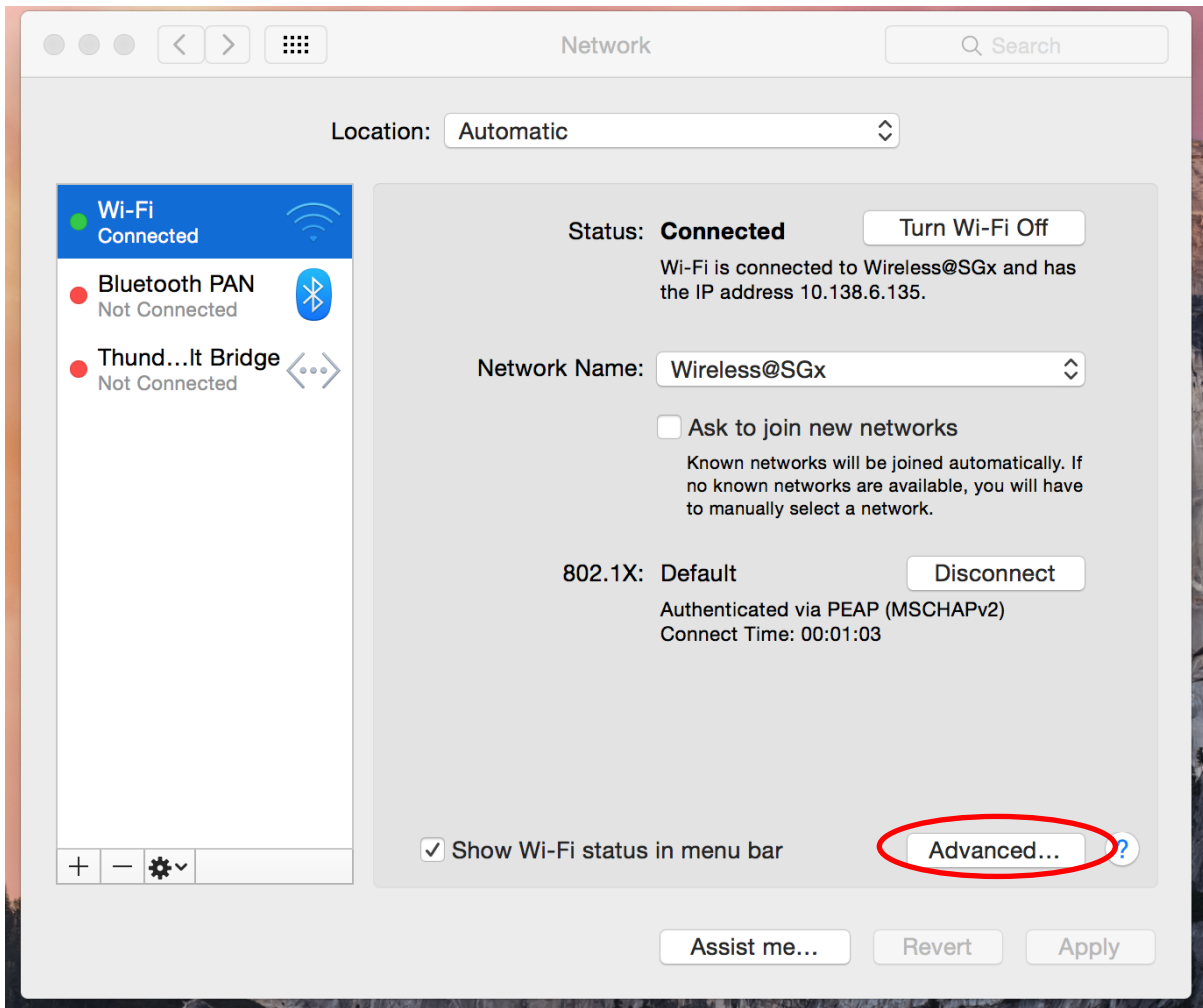 Network
Search
Location: Automatic
Wi-Fi
Connected
Bluetooth PAN
Not Connected
Thund...lt Bridge
Not Connected
Status: Connected
Turn Wi-Fi Off
Wi-Fi is connected to Wireless@SGx and has
the IP address 10.138.6.135.
Network Name: Wireless@SGx
Ask to join new networks
Known networks will be joined automatically. If
no known networks are available, you will have
to manually select a network.
802.1X: Default
Disconnect
Authenticated via PEAP (MSCHAPv2)
Connect Time: 00:01:03
Show Wi-Fi status in menu bar
Advanced...
?
Assist me...
Revert
Apply